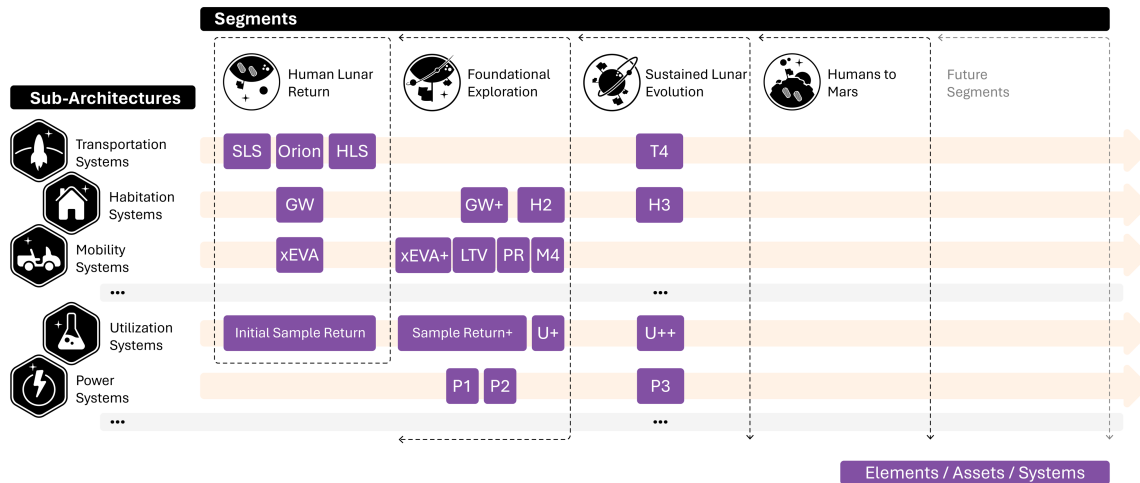 Segments
Human Lunar
Return
Foundational
Exploration
Sustained Lunar
Evolution
Humans to
Mars
Future
Segments
Sub-Architectures
Transportation
Systems
SLS
Orion
HLS
T4
Habitation
Systems
GW
GW+
H2
H3
Mobility
Systems
xEVA
xEVA+
LTV
PR
M4
...
...
Utilization
Systems
Initial Sample Return
Sample Return+
U+
U++
Power
Systems
P1
P2
P3
...
...
Elements / Assets / Systems